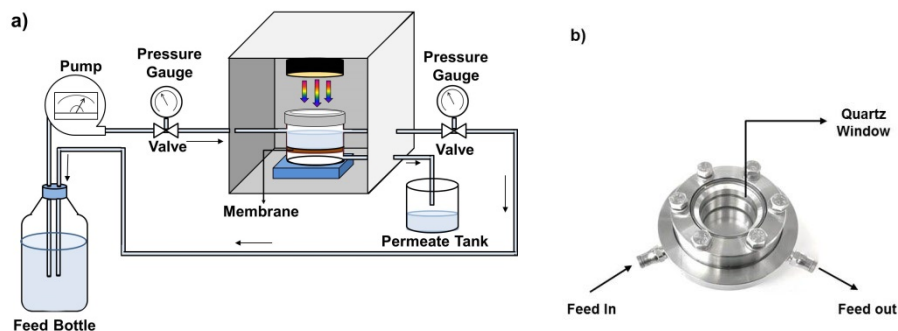 a)
Pump
Pressure
Gauge
Valve
Pressure
Gauge
Valve
Membrane
Permeate Tank
Feed Bottle
b)
Quartz
Window
Feed In
Feed out